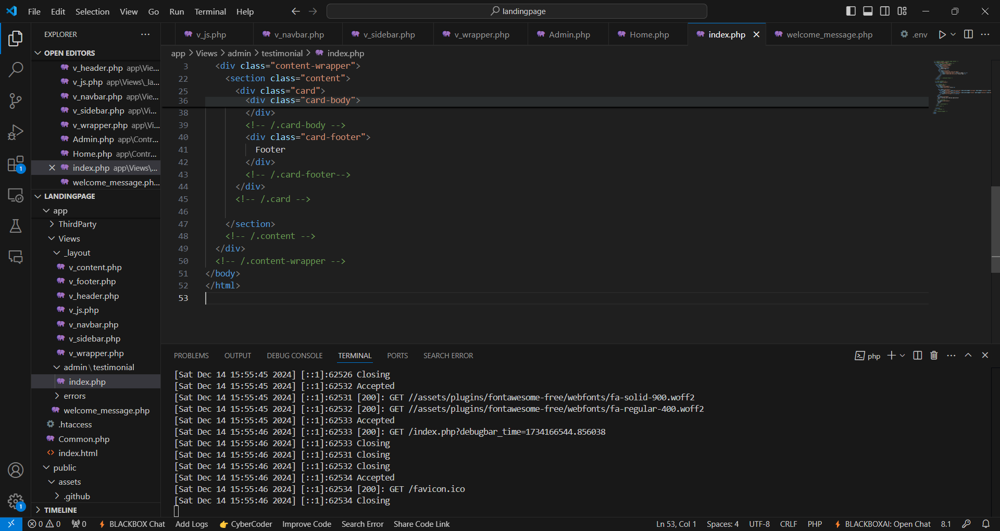 File Edit Selection View Go Run Terminal Help
landingpage
EXPLORER
v_js.php v_navbar.php v_sidebar.php v_wrapper.php Admin.php Home.php index.php welcome_message.php .env
OPEN EDITORS
v_header.php app\Vie...
v_js.php app\Views\_la...
v_navbar.php app\Vie...
v_sidebar.php app\Vi...
v_wrapper.php app\Vi...
Admin.php app\Contr...
Home.php app\Contr...
index.php app\Views\...
welcome_message.ph...
LANDINGPAGE
app
ThirdParty
Views
_layout
v_content.php
v_footer.php
v_header.php
v_js.php
v_navbar.php
v_sidebar.php
v_wrapper.php
admin\testimonial
index.php
errors
welcome_message.php
.htaccess
Common.php
index.html
public
assets
.github
TIMELINE
1
1
app > Views > admin > testimonial > index.php
3 <div class="content-wrapper">
22 <section class="content">
25 <div class="card">
36 <div class="card-body">
38 </div>
39 <!-- /.card-body -->
40 <div class="card-footer">
41 Footer
42 </div>
43 <!-- /.card-footer-->
44 </div>
45 <!-- /.card -->
46
47 </section>
48 <!-- /.content -->
49 </div>
50 <!-- /.content-wrapper -->
51 </body>
52 </html>
53
PROBLEMS OUTPUT DEBUG CONSOLE TERMINAL PORTS SEARCH ERROR
php
[Sat Dec 14 15:55:45 2024] [::1]:62526 Closing
[Sat Dec 14 15:55:45 2024] [::1]:62532 Accepted
[Sat Dec 14 15:55:45 2024] [::1]:62531 [200]: GET //assets/plugins/fontawesome-free/webfonts/fa-solid-900.woff2
[Sat Dec 14 15:55:45 2024] [::1]:62532 [200]: GET //assets/plugins/fontawesome-free/webfonts/fa-regular-400.woff2
[Sat Dec 14 15:55:45 2024] [::1]:62533 Accepted
[Sat Dec 14 15:55:46 2024] [::1]:62533 [200]: GET /index.php?debugbar_time=1734166544.856038
[Sat Dec 14 15:55:46 2024] [::1]:62533 Closing
[Sat Dec 14 15:55:46 2024] [::1]:62531 Closing
[Sat Dec 14 15:55:46 2024] [::1]:62532 Closing
[Sat Dec 14 15:55:46 2024] [::1]:62534 Accepted
[Sat Dec 14 15:55:46 2024] [::1]:62534 [200]: GET /favicon.ico
[Sat Dec 14 15:55:46 2024] [::1]:62534 Closing
0 0 0 BLACKBOX Chat Add Logs CyberCoder Improve Code Search Error Share Code Link Ln 53, Col 1 Spaces: 4 UTF-8 CRLF PHP BLACKBOXAI: Open Chat 8.1